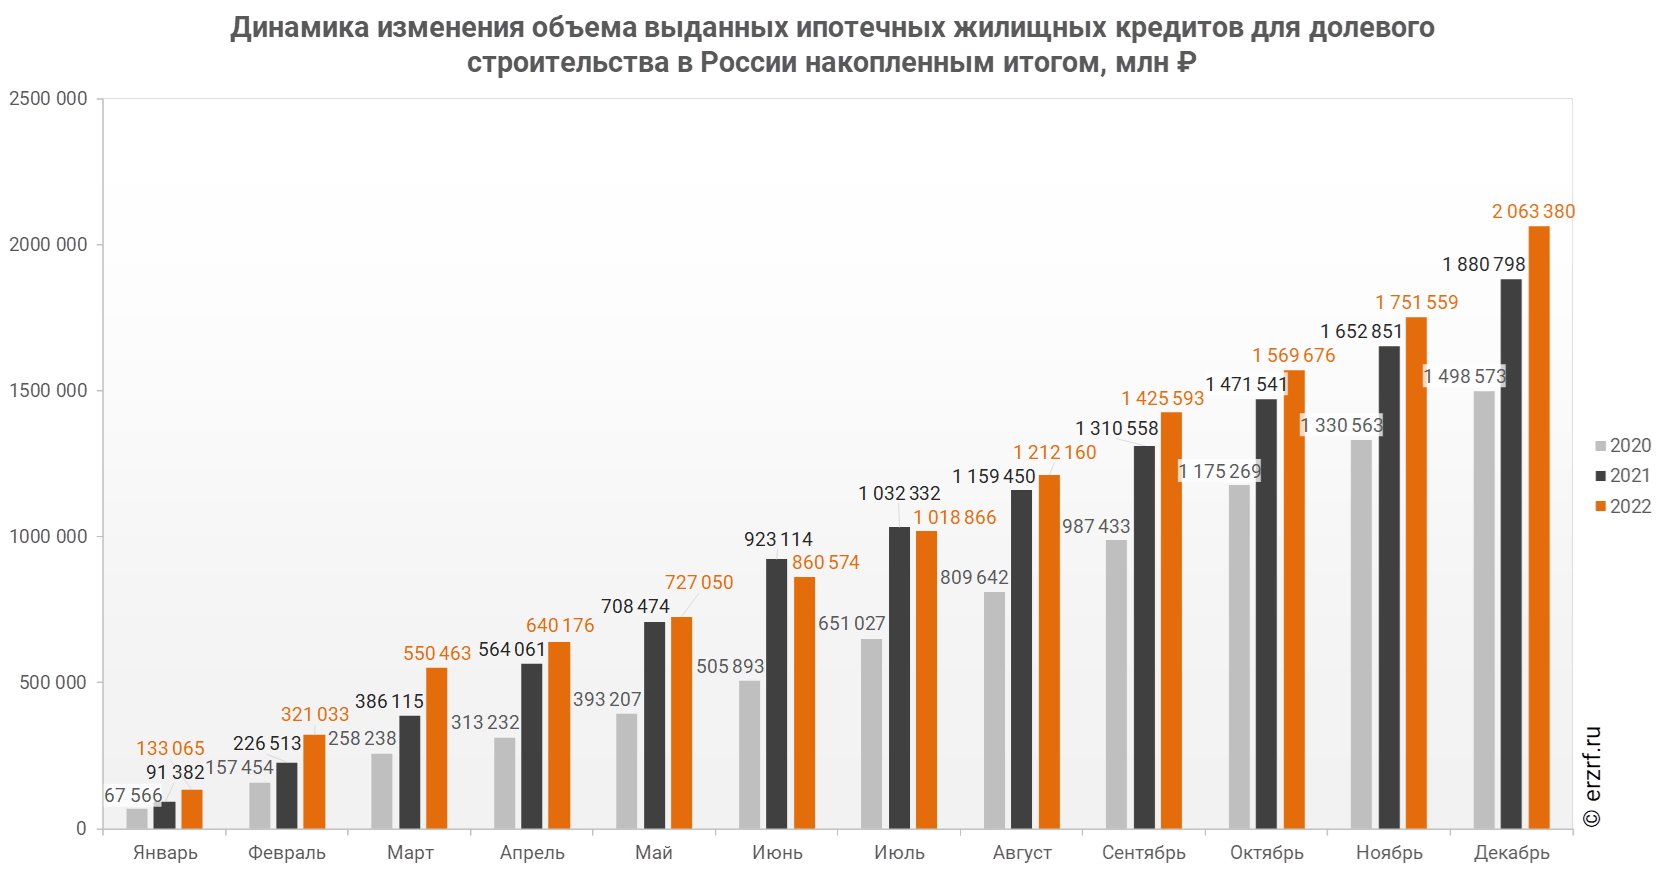 Динамика изменения объема выданных ипотечных жилищных кредитов для долевого
строительства в России накопленным итогом, млн ₽
2500 000
2000 000
1500 000
1000 000
500 000
0
67 566
91 382
133 065
157 454
226 513
321 033
258 238
386 115
550 463
313 232
564 061
640 176
393 207
708 474
727 050
505 893
923 114
860 574
651 027
1 032 332
1 018 866
809 642
1 159 450
1 212 160
987 433
1 310 558
1 425 593
1 175 269
1 471 541
1 569 676
1 330 563
1 652 851
1 751 559
1 498 573
1 880 798
2 063 380
Январь
Февраль
Март
Апрель
Май
Июнь
Июль
Август
Сентябрь
Октябрь
Ноябрь
Декабрь
2020
2021
2022
© erzrf.ru